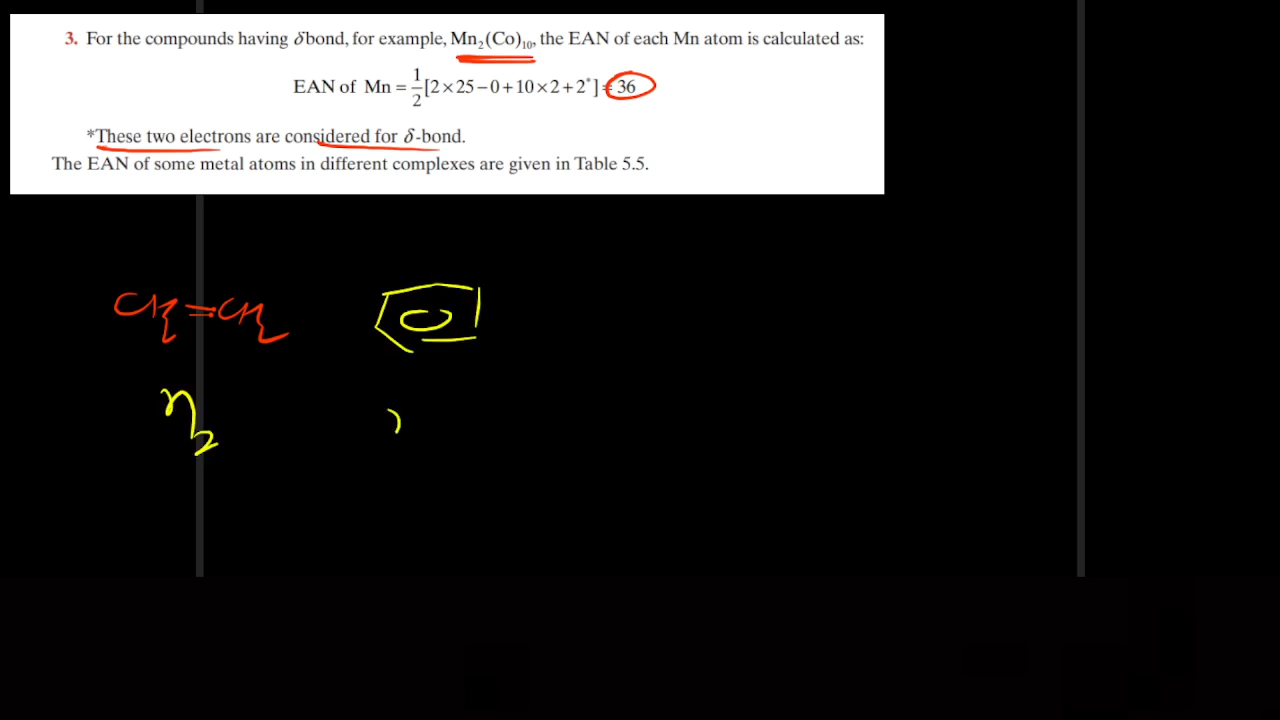 3. For the compounds having δbond, for example, Mn₂(Co)₁₀, the EAN of each Mn atom is calculated as:
EAN of Mn = 1/2[2×25−0+10×2+2*] = 36
*These two electrons are considered for δ-bond.
The EAN of some metal atoms in different complexes are given in Table 5.5.
CH₂=CH₂
η₂